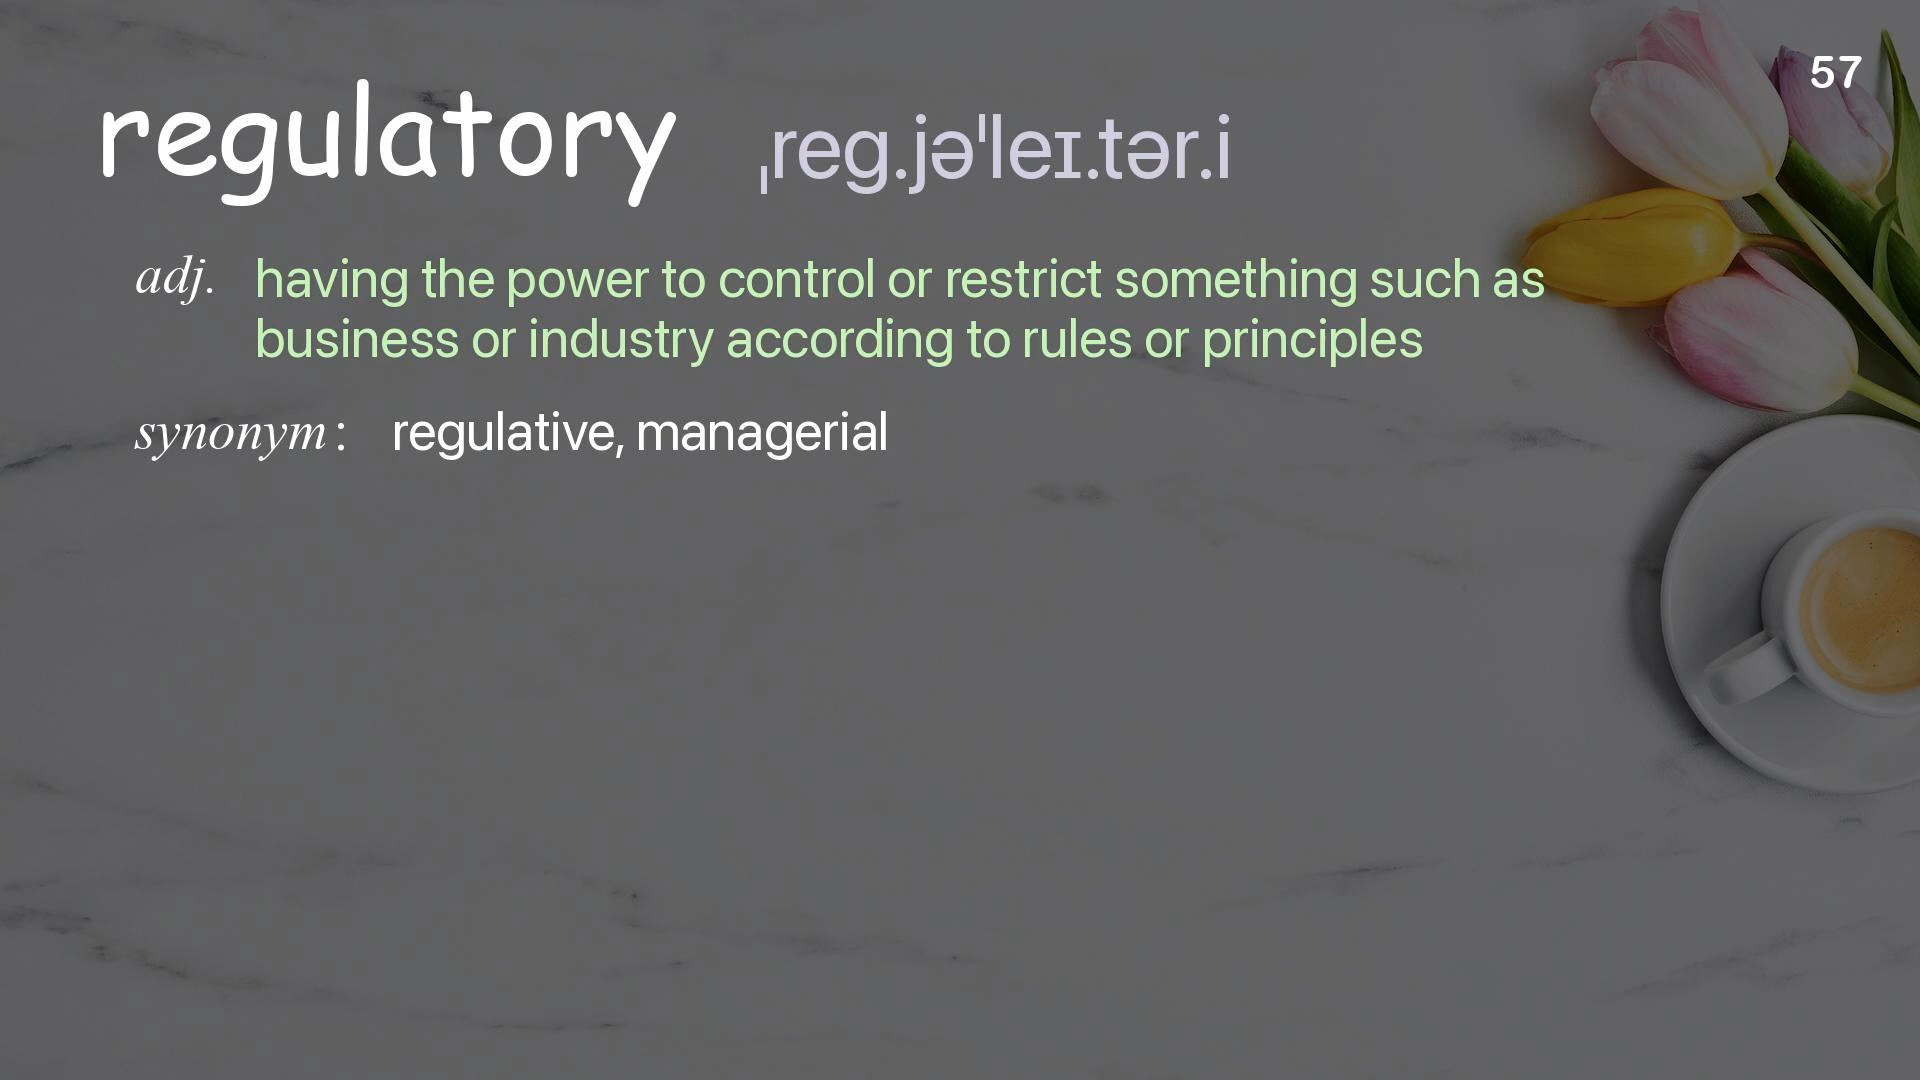 57
regulatory ˌreg.jəˈleɪ.tər.i
adj. having the power to control or restrict something such as
business or industry according to rules or principles
synonym : regulative, managerial